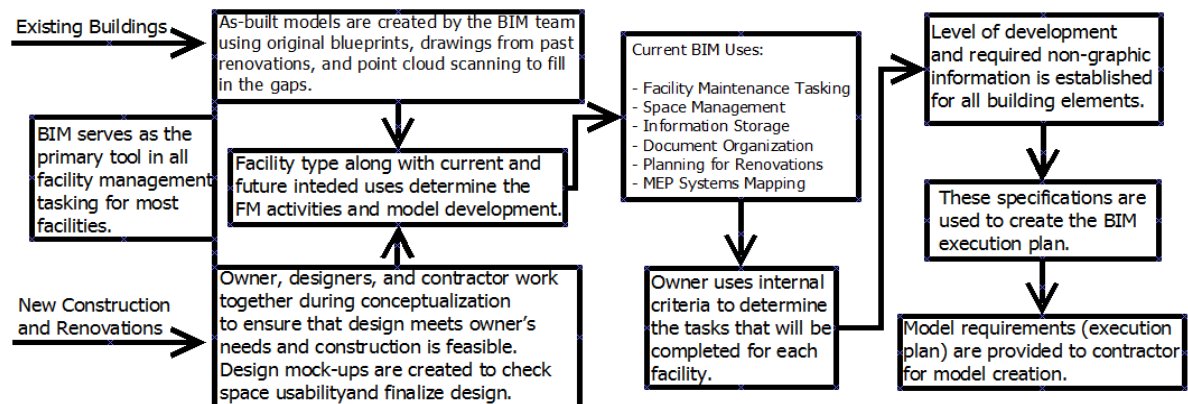 Existing Buildings
As-built models are created by the BIM team
using original blueprints, drawings from past
renovations, and point cloud scanning to fill
in the gaps.
BIM serves as the
primary tool in all
facility management
tasking for most
facilities.
Facility type along with current and
future inteded uses determine the
FM activities and model development.
New Construction
and Renovations
Owner, designers, and contractor work
together during conceptualization
to ensure that design meets owner’s
needs and construction is feasible.
Design mock-ups are created to check
space usabilityand finalize design.
Current BIM Uses:
- Facility Maintenance Tasking
- Space Management
- Information Storage
- Document Organization
- Planning for Renovations
- MEP Systems Mapping
Owner uses internal
criteria to determine
the tasks that will be
completed for each
facility.
Level of development
and required non-graphic
information is established
for all building elements.
These specifications are
used to create the BIM
execution plan.
Model requirements (execution
plan) are provided to contractor
for model creation.